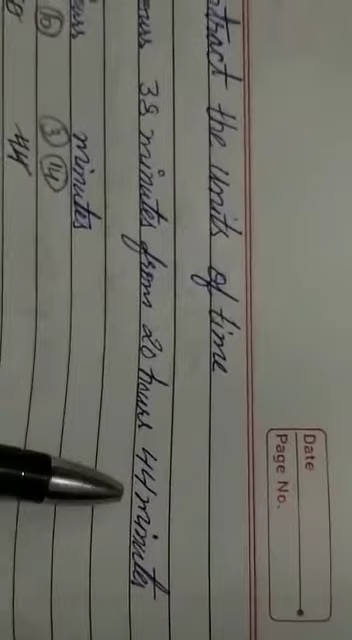 Date
Page No.
tract the units of time
38 minutes from 20 hours 44 minutes
minutes
16 3 14
44